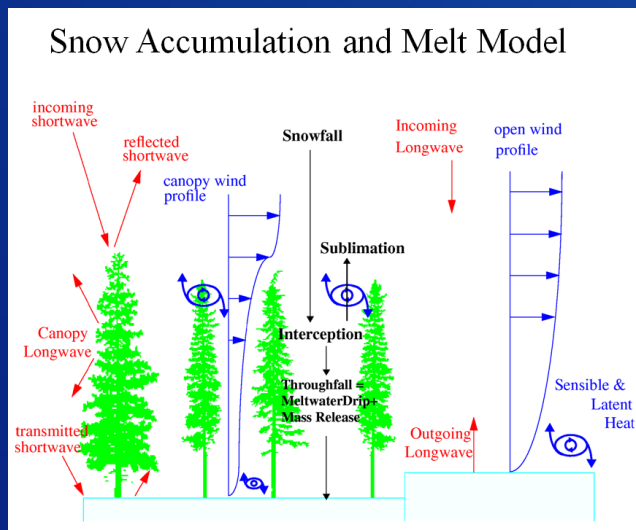 Snow Accumulation and Melt Model
incoming
shortwave
reflected
shortwave
Snowfall
Incoming
Longwave
open wind
profile
canopy wind
profile
Sublimation
Interception
Canopy
Longwave
Throughfall =
MeltwaterDrip+
Mass Release
transmitted
shortwave
Outgoing
Longwave
Sensible &
Latent
Heat